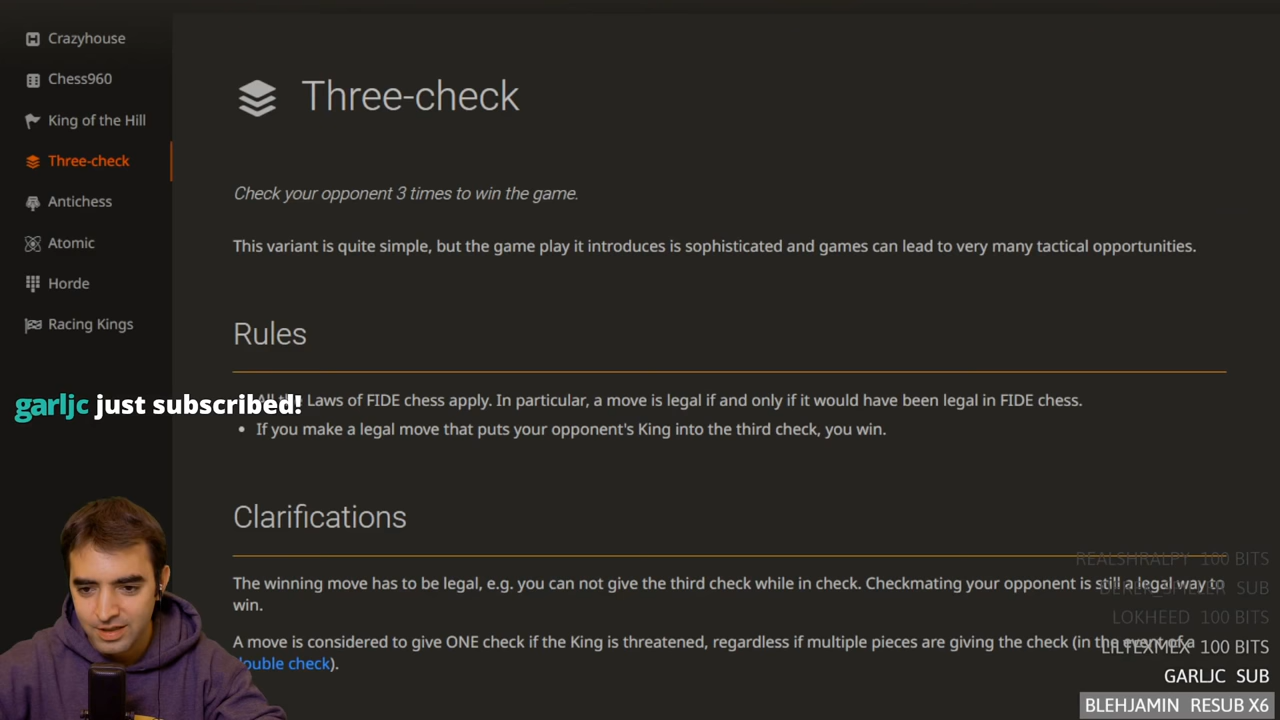 Crazyhouse
Chess960
King of the Hill
Three-check
Antichess
Atomic
Horde
Racing Kings
Three-check
Check your opponent 3 times to win the game.
This variant is quite simple, but the game play it introduces is sophisticated and games can lead to very many tactical opportunities.
Rules
Laws of FIDE chess apply. In particular, a move is legal if and only if it would have been legal in FIDE chess.
garljc just subscribed!
• If you make a legal move that puts your opponent's King into the third check, you win.
Clarifications
The winning move has to be legal, e.g. you can not give the third check while in check. Checkmating your opponent is still a legal way to
win.
A move is considered to give ONE check if the King is threatened, regardless if multiple pieces are giving the check (in the event of a
double check).
REALSHRALPY 100 BITS
SUB
LOKHEED 100 BITS
LILTEXMEX 100 BITS
GARLJC SUB
BLEHJAMIN RESUB X6